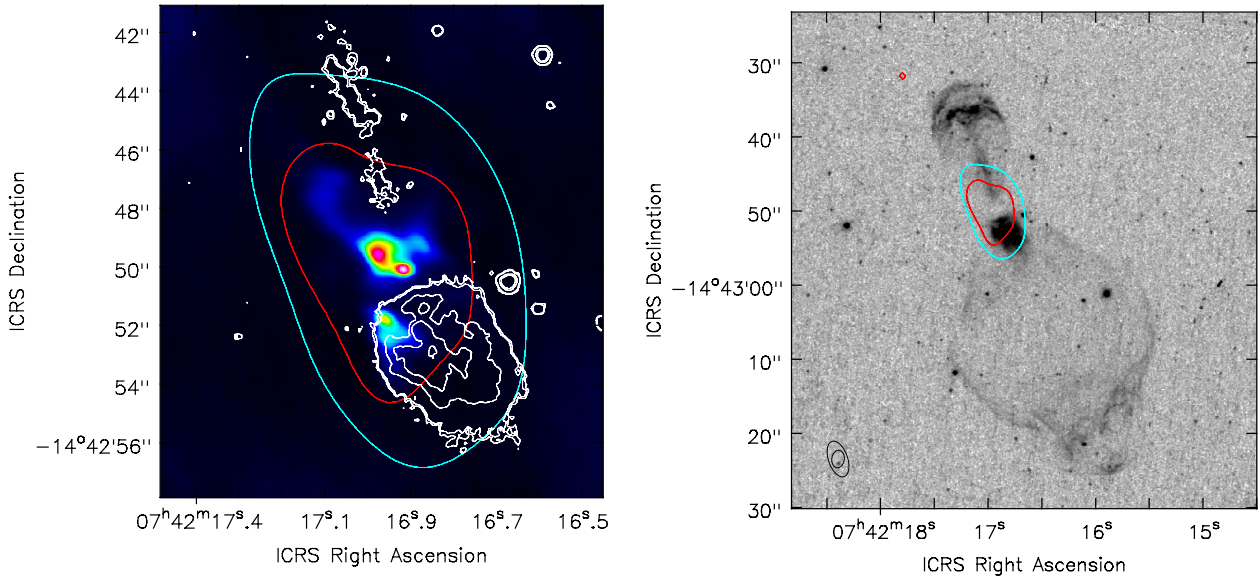 42''
44''
46''
48''
50''
52''
54''
−14°42'56''
07ʰ42ᵐ17ˢ.4
17ˢ.1
16ˢ.9
16ˢ.7
16ˢ.5
ICRS Right Ascension
ICRS Declination
30''
40''
50''
−14°43'00''
10''
20''
30''
07ʰ42ᵐ18ˢ
17ˢ
16ˢ
15ˢ
ICRS Right Ascension
ICRS Declination